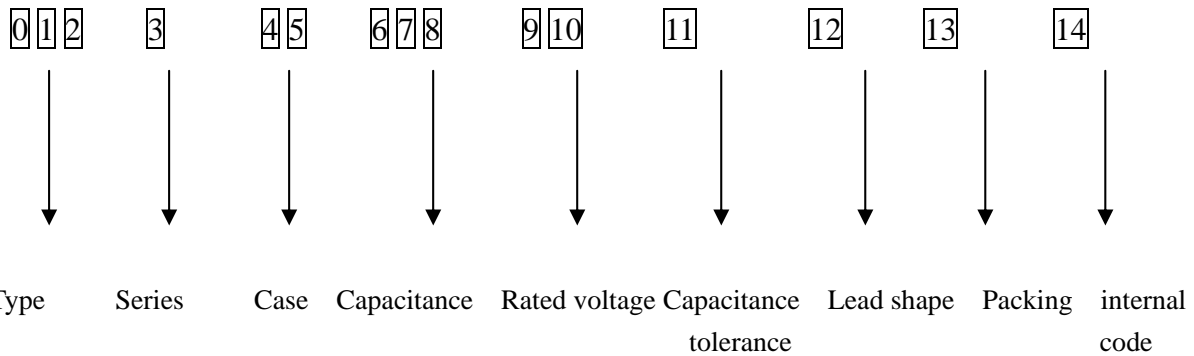 0 1 2 3 4 5 6 7 8 9 10 11 12 13 14
Type Series Case Capacitance Rated voltage Capacitance Lead shape Packing internal
tolerance code